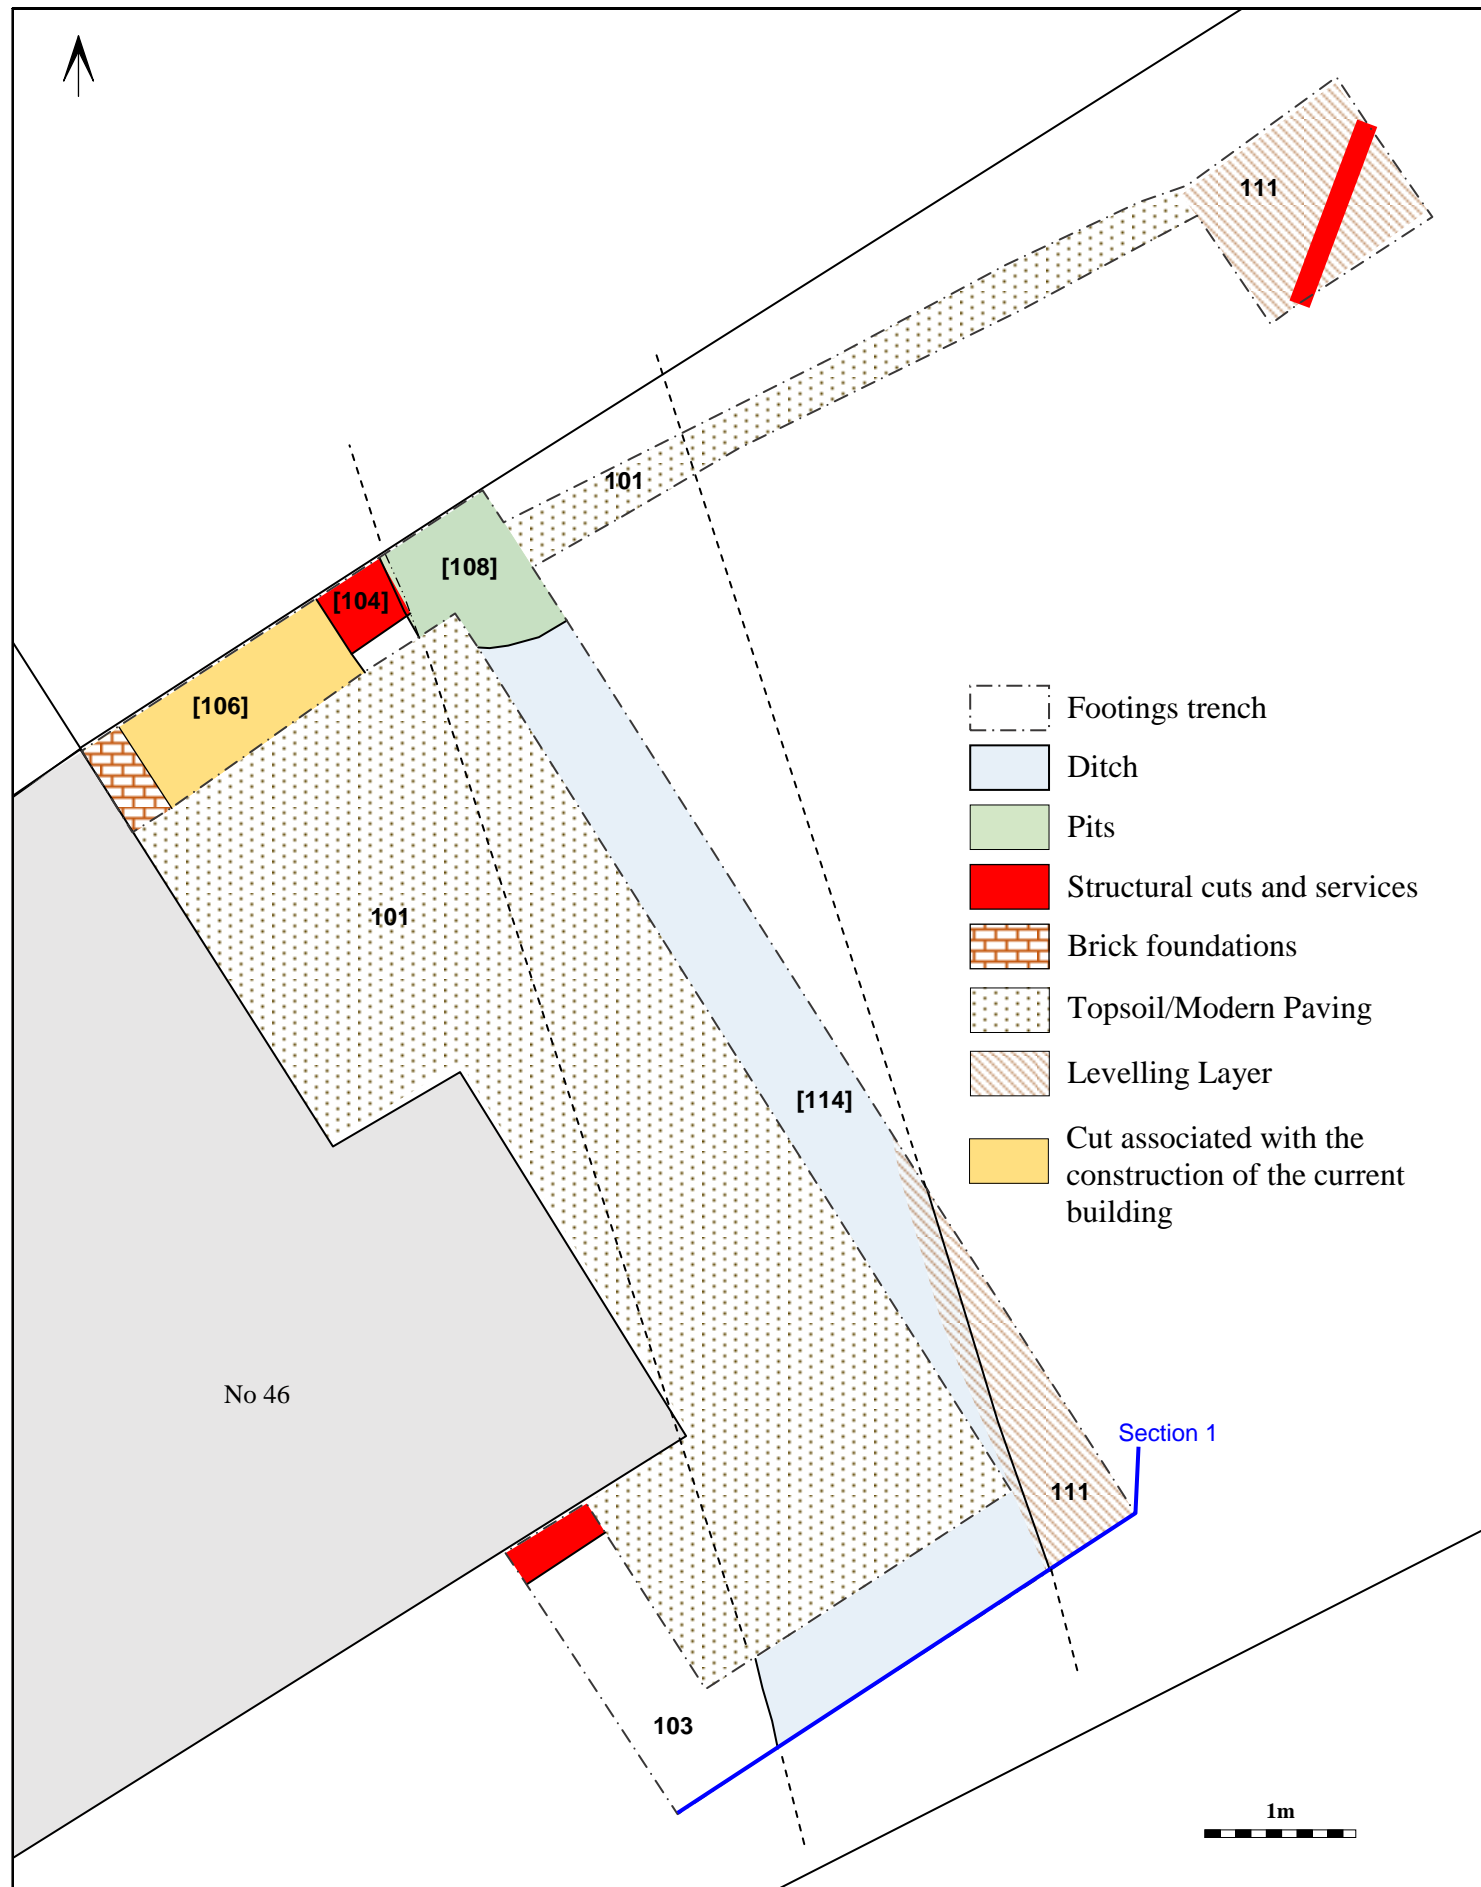 111
101
[108]
[104]
[106]
Footings trench
Ditch
Pits
Structural cuts and services
Brick foundations
Topsoil/Modern Paving
Levelling Layer
Cut associated with the
construction of the current
building
101
[114]
No 46
Section 1
111
103
1m